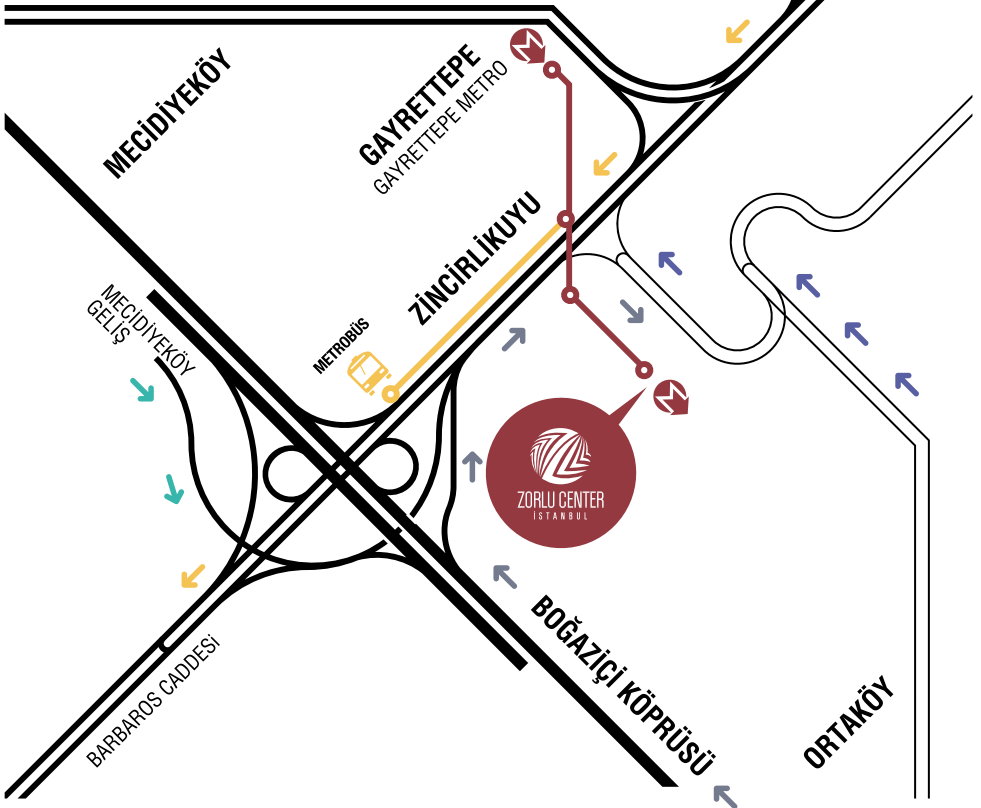 MECİDİYEKÖY
GAYRETTEPE
GAYRETTEPE METRO
M
ZİNCİRLİKUYU
MECİDİYEKÖY
GELİŞ
METROBÜS
M
ZORLU CENTER
İSTANBUL
BARBAROS CADDESİ
BOĞAZİÇİ KÖPRÜSÜ
ORTAKÖY